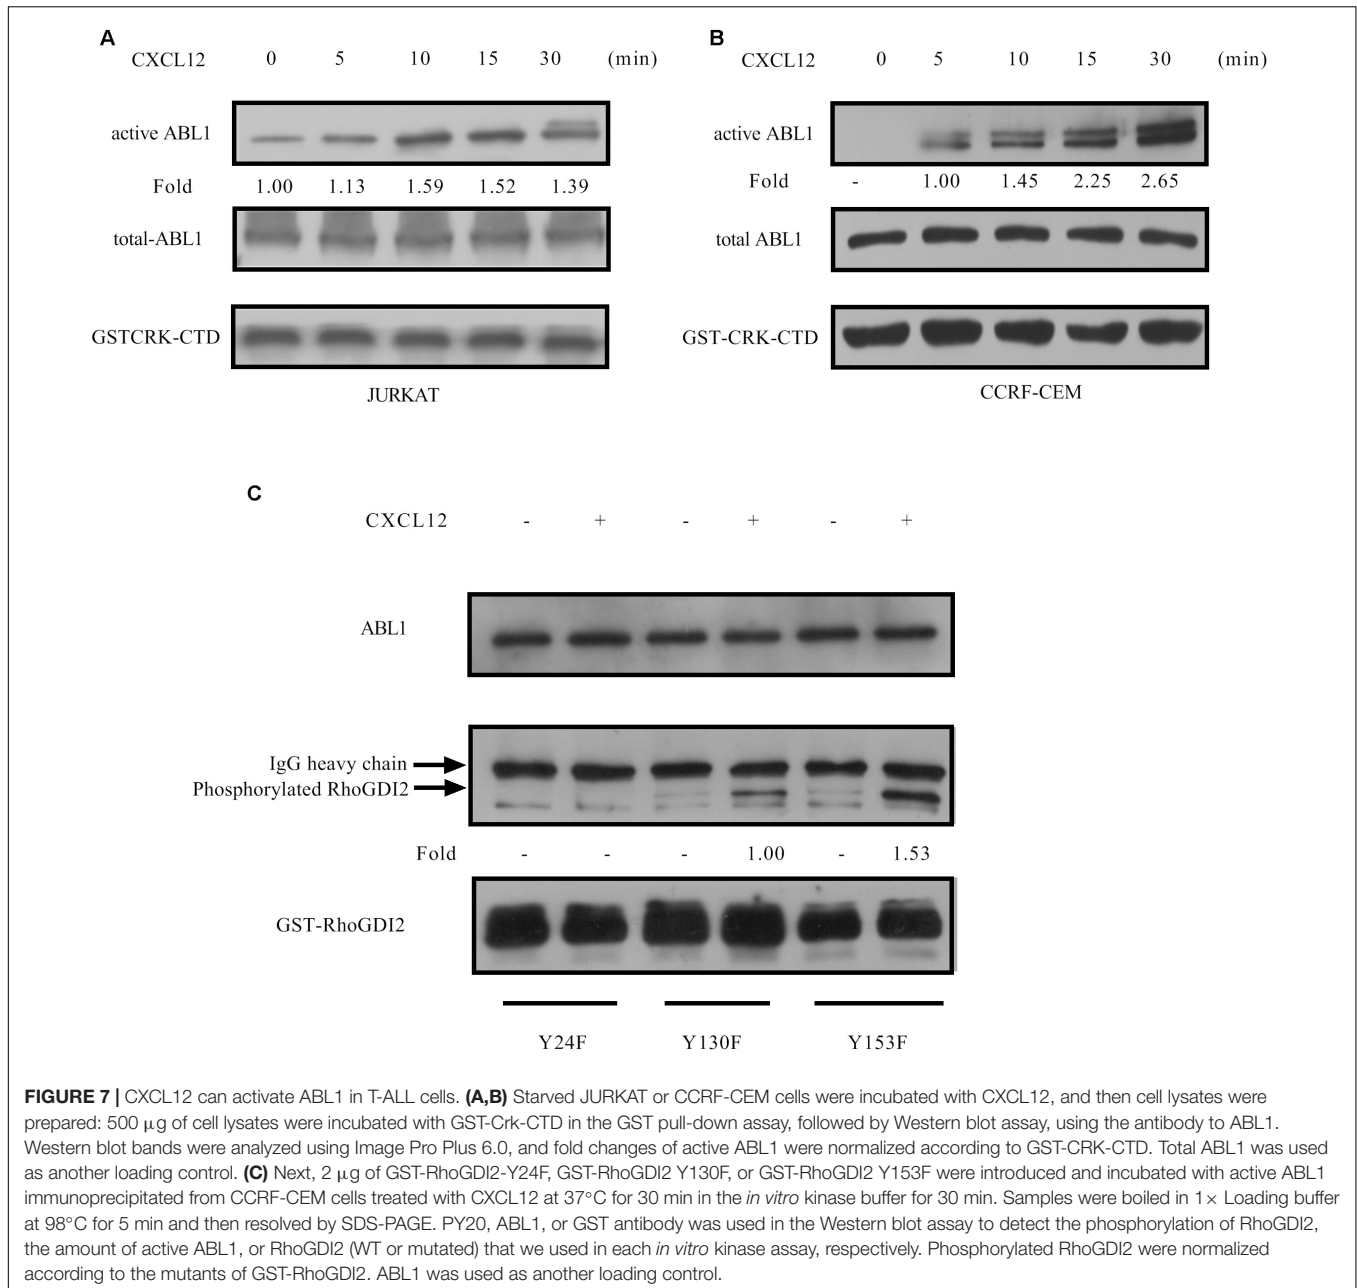 A
CXCL12 0 5 10 15 30 (min)
active ABL1
Fold 1.00 1.13 1.59 1.52 1.39
total-ABL1
GSTCRK-CTD
JURKAT
B
CXCL12 0 5 10 15 30 (min)
active ABL1
Fold - 1.00 1.45 2.25 2.65
total ABL1
GST-CRK-CTD
CCRF-CEM
C
CXCL12 - + - + - +
ABL1
IgG heavy chain
Phosphorylated RhoGDI2
Fold - - - 1.00 - 1.53
GST-RhoGDI2
Y24F Y130F Y153F
FIGURE 7 | CXCL12 can activate ABL1 in T-ALL cells. (A,B) Starved JURKAT or CCRF-CEM cells were incubated with CXCL12, and then cell lysates were
prepared: 500 μg of cell lysates were incubated with GST-Crk-CTD in the GST pull-down assay, followed by Western blot assay, using the antibody to ABL1.
Western blot bands were analyzed using Image Pro Plus 6.0, and fold changes of active ABL1 were normalized according to GST-CRK-CTD. Total ABL1 was used
as another loading control. (C) Next, 2 μg of GST-RhoGDI2-Y24F, GST-RhoGDI2 Y130F, or GST-RhoGDI2 Y153F were introduced and incubated with active ABL1
immunoprecipitated from CCRF-CEM cells treated with CXCL12 at 37°C for 30 min in the in vitro kinase buffer for 30 min. Samples were boiled in 1× Loading buffer
at 98°C for 5 min and then resolved by SDS-PAGE. PY20, ABL1, or GST antibody was used in the Western blot assay to detect the phosphorylation of RhoGDI2,
the amount of active ABL1, or RhoGDI2 (WT or mutated) that we used in each in vitro kinase assay, respectively. Phosphorylated RhoGDI2 were normalized
according to the mutants of GST-RhoGDI2. ABL1 was used as another loading control.